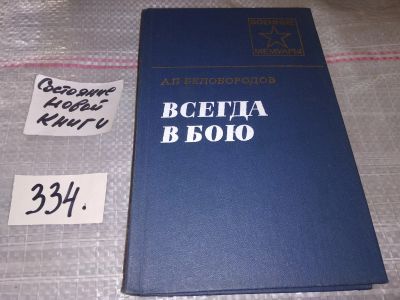 Состояние
новой
книги
334.
ВОЕННЫЕ
МЕМУАРЫ
А.П. БЕЛОБОРОДОВ
ВСЕГДА
В БОЮ